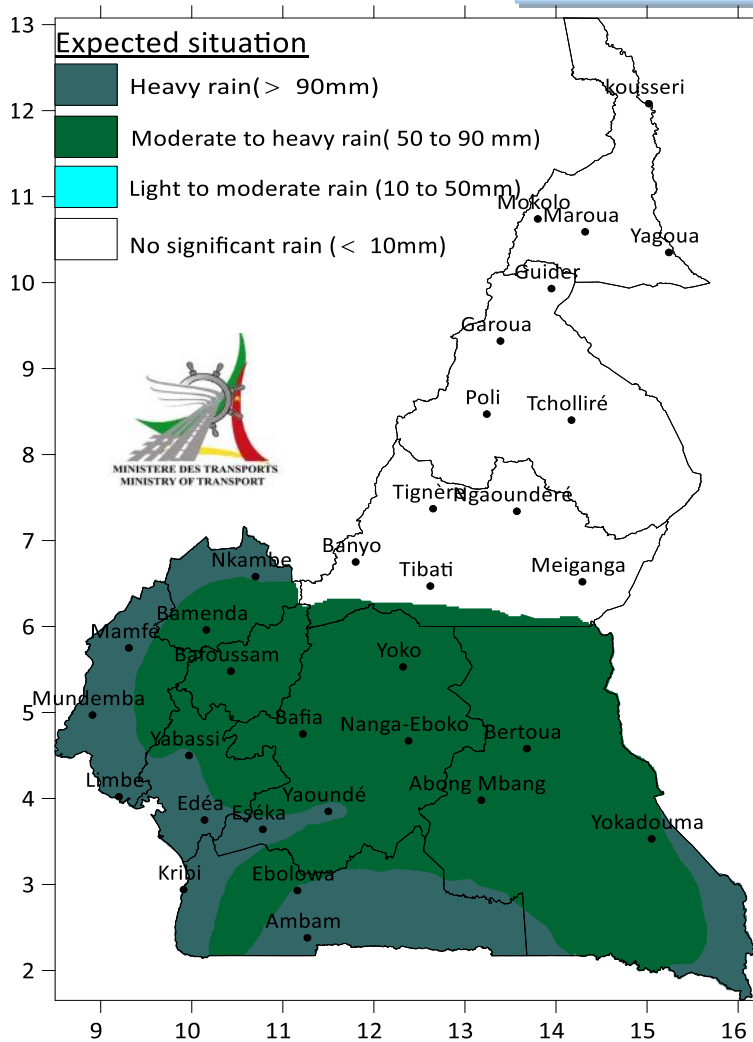 Expected situation
Heavy rain(> 90mm)
Moderate to heavy rain( 50 to 90 mm)
Light to moderate rain (10 to 50mm)
No significant rain (< 10mm)
MINISTERE DES TRANSPORTS
MINISTRY OF TRANSPORT
13
12
11
10
9
8
7
6
5
4
3
2
kousseri
Mokolo
Maroua
Yagoua
Guider
Garoua
Poli
Tcholliré
Tignère
Ngaounderé
Banyo
Tibati
Meiganga
Nkambe
Bamenda
Mamfe
Bafoussam
Yoko
Mundemba
Bafia
Nanga-Eboko
Bertoua
Yabassi
Limbe
Edéa
Eséka
Yaoundé
Abong Mbang
Yokadouma
Kribi
Ebolowa
Ambam
9 10 11 12 13 14 15 16